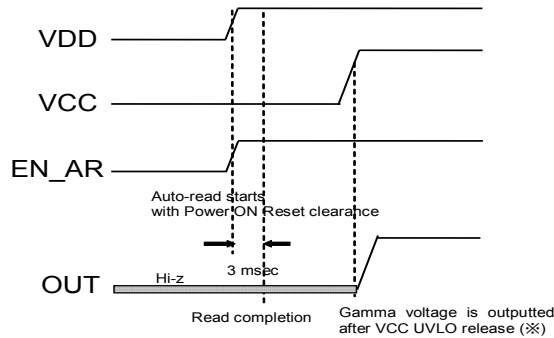 VDD
VCC
EN_AR
Auto-read starts
with Power ON Reset clearance
3 msec
OUT
Hi-z
Read completion
Gamma voltage is outputted
after VCC UVLO release (※)